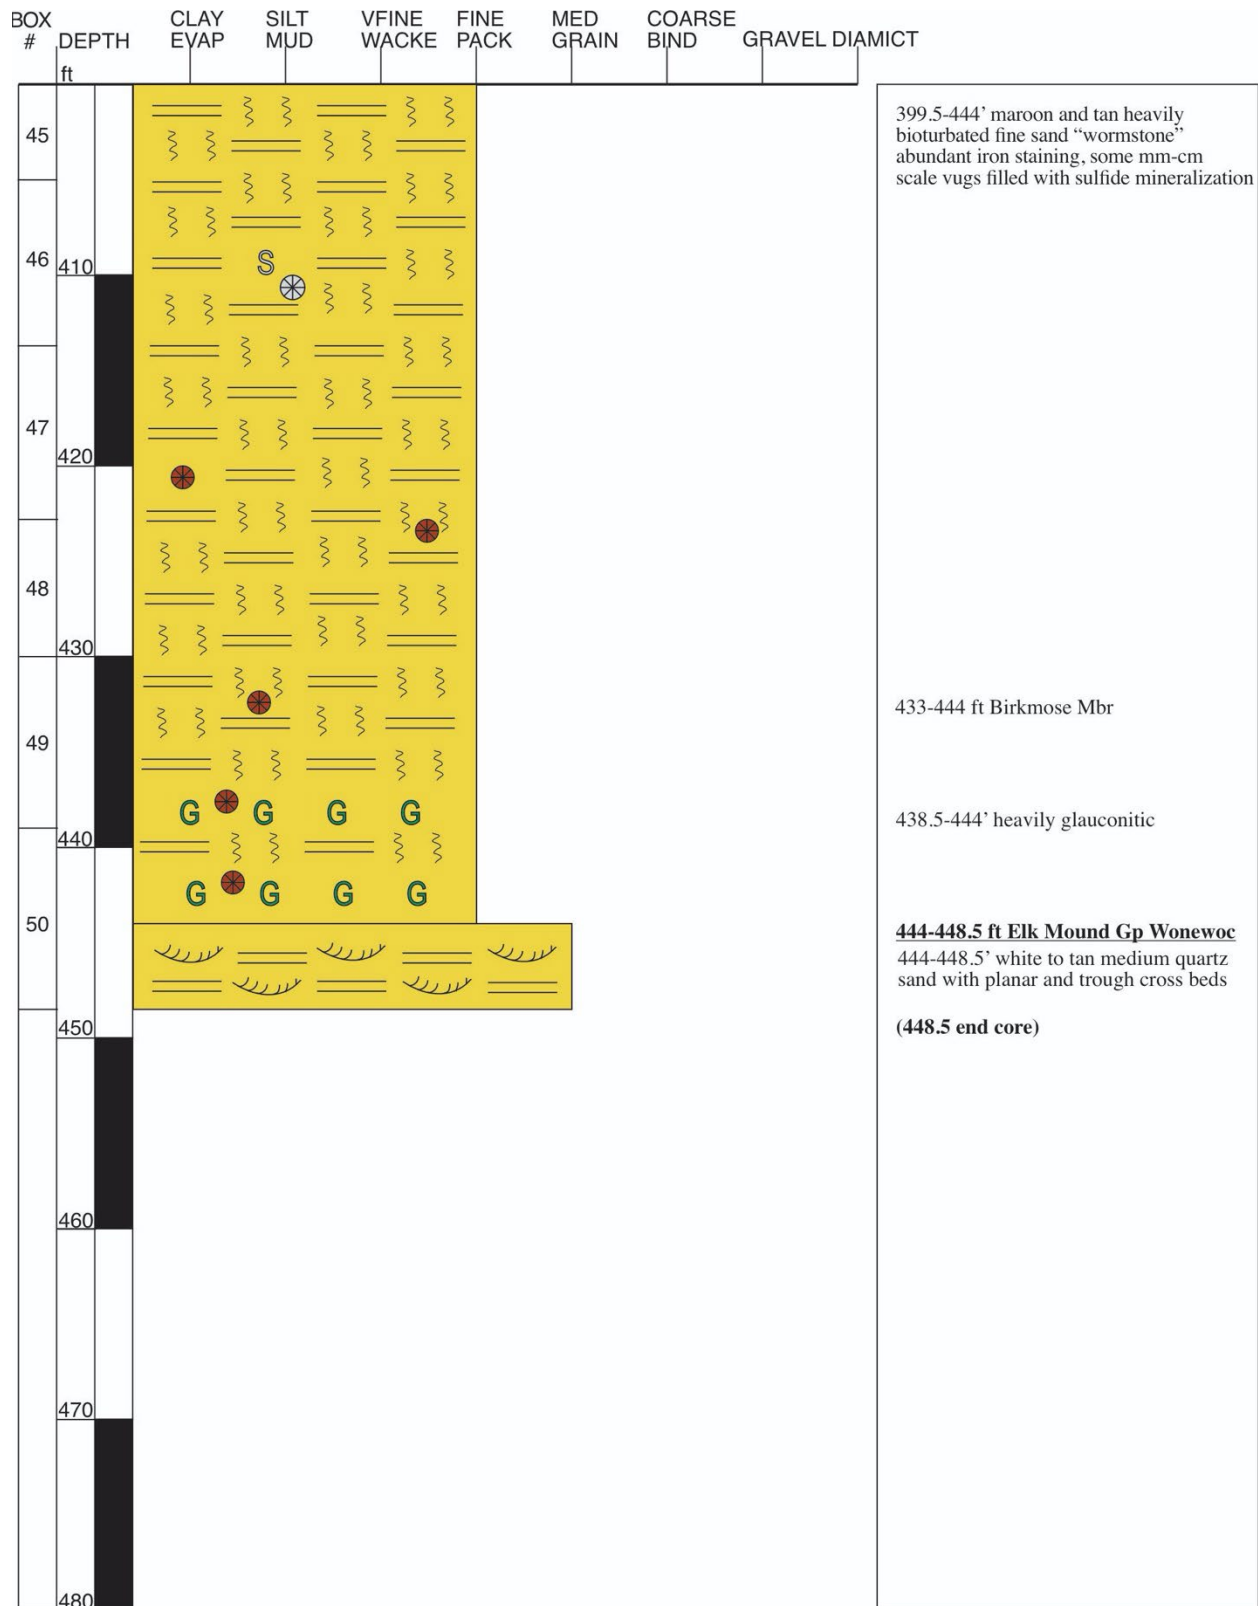 BOX CLAY SILT VFINE FINE MED COARSE
# DEPTH EVAP MUD WACKE PACK GRAIN BIND GRAVEL DIAMICT
ft
399.5-444’ maroon and tan heavily
45
bioturbated fine sand “wormstone”
abundant iron staining, some mm-cm
scale vugs filled with sulfide mineralization
46
S
410
47
420
48
430
433-444 ft Birkmose Mbr
49
G G G G
438.5-444’ heavily glauconitic
440
G G G G
50
444-448.5 ft Elk Mound Gp Wonewoc
444-448.5’ white to tan medium quartz
sand with planar and trough cross beds
450
(448.5 end core)
460
470
480